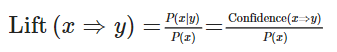 Lift (x ⇒ y) = P(x|y)/P(x) = Confidence(x⇒y)/P(x)